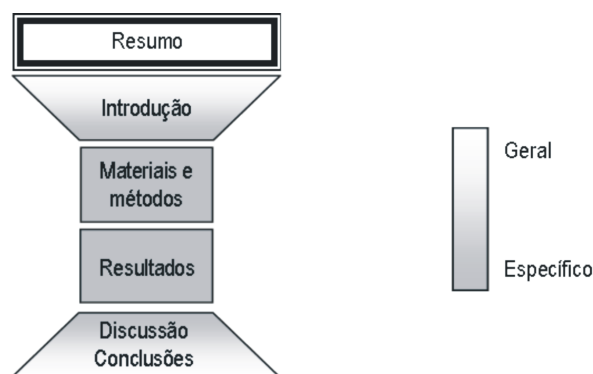 Resumo
Introdução
Materiais e
métodos
Resultados
Discussão
Conclusões
Geral
Específico